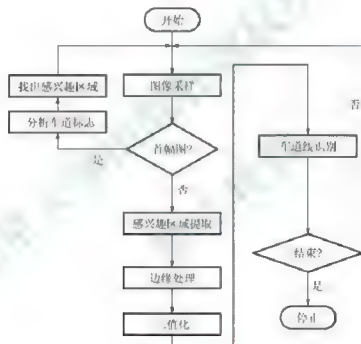 开始
图像采样
首幅图?
是
分析车道标志
找出感兴趣区域
否
感兴趣区域提取
边缘处理
二值化
车道线识别
结束?
否
是
停止